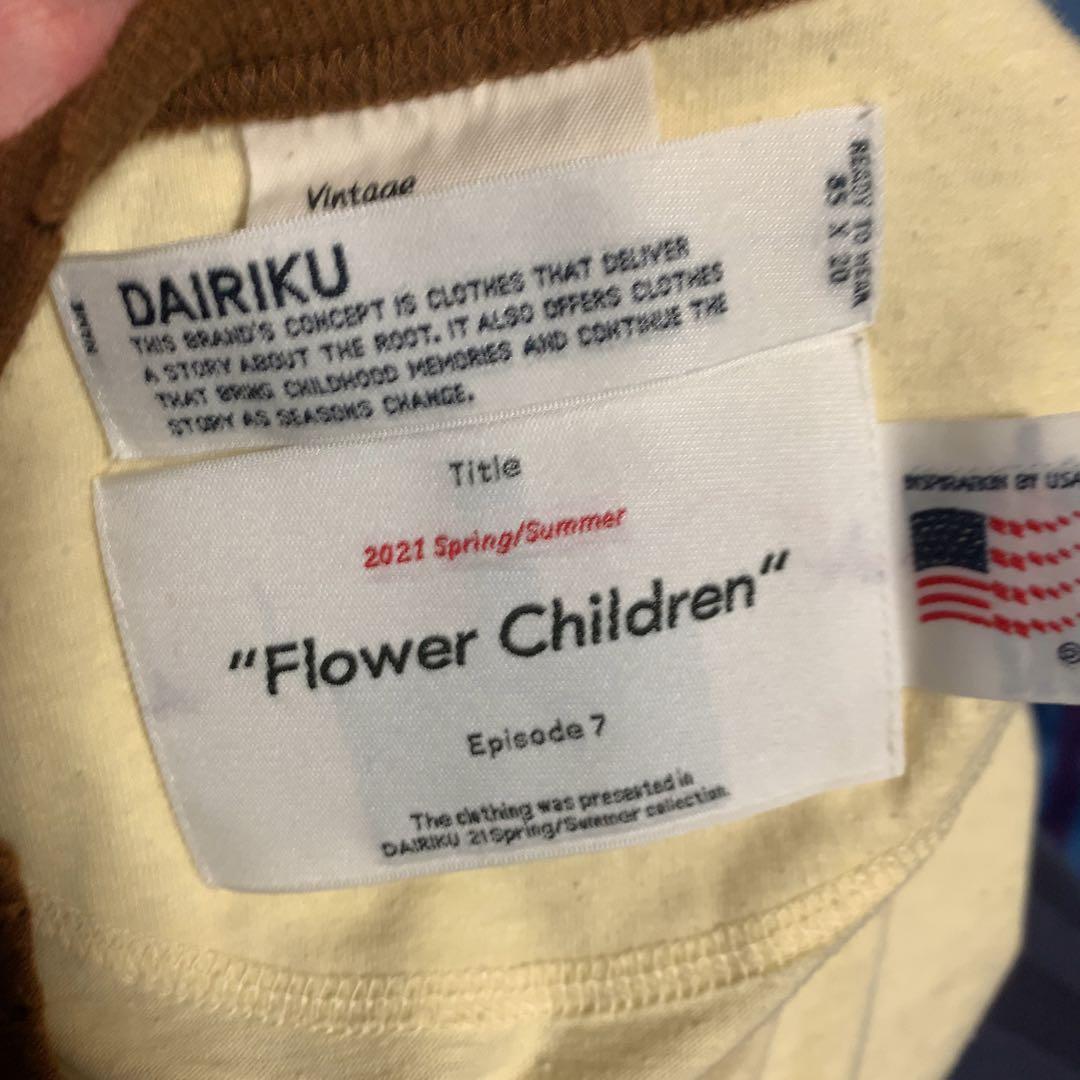 Vintage
DAIRIKU
THIS BRAND'S CONCEPT IS CLOTHES THAT DELIVER
A STORY ABOUT THE ROOT. IT ALSO OFFERS CLOTHES
THAT BRING CHILDHOOD MEMORIES AND CONTINUE THE
STORY AS SEASONS CHANGE.
READY TO WEAR
85 X 20
Title
2021 Spring/Summer
"Flower Children"
Episode 7
The clothing was presented in
DAIRIKU 21Spring/Summer collection.
INSPIRATION BY USA